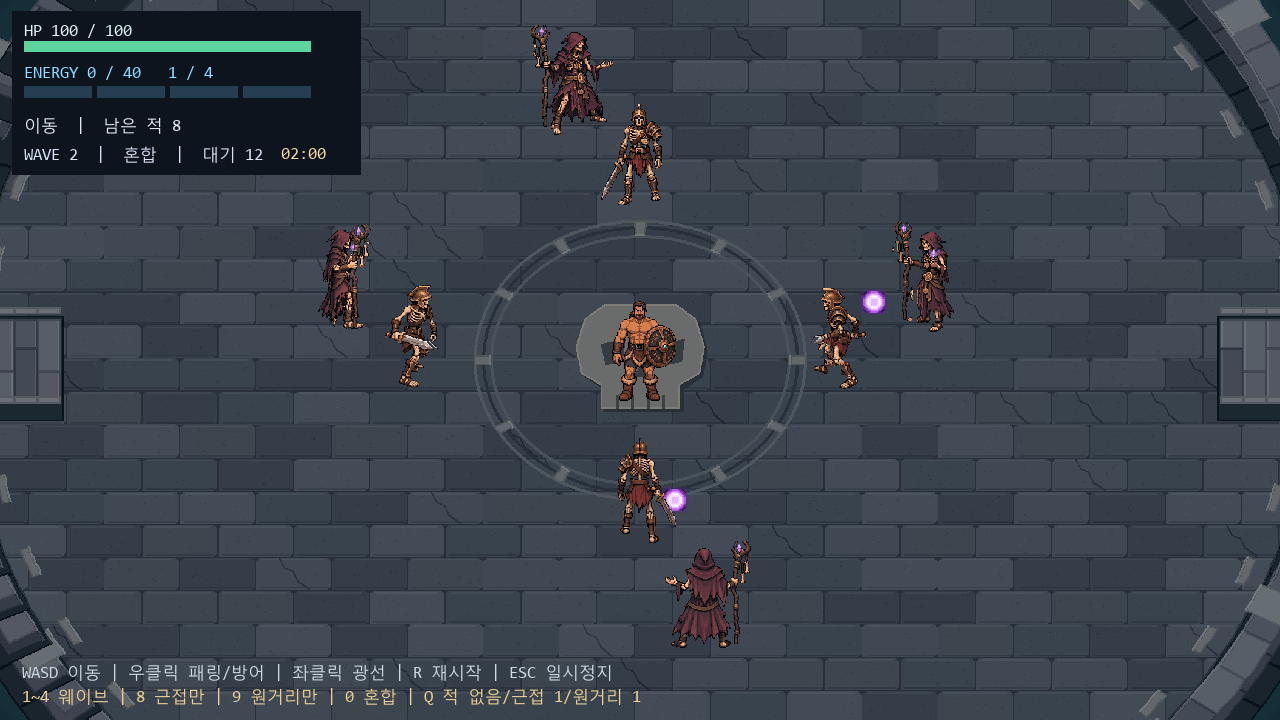 HP 100 / 100
ENERGY 0 / 40 1 / 4
이동 | 남은 적 8
WAVE 2 | 혼합 | 대기 12 02:00
WASD 이동 | 우클릭 패링/방어 | 좌클릭 광선 | R 재시작 | ESC 일시정지
1~4 웨이브 | 8 근접만 | 9 원거리만 | 0 혼합 | Q 적 없음/근접 1/원거리 1